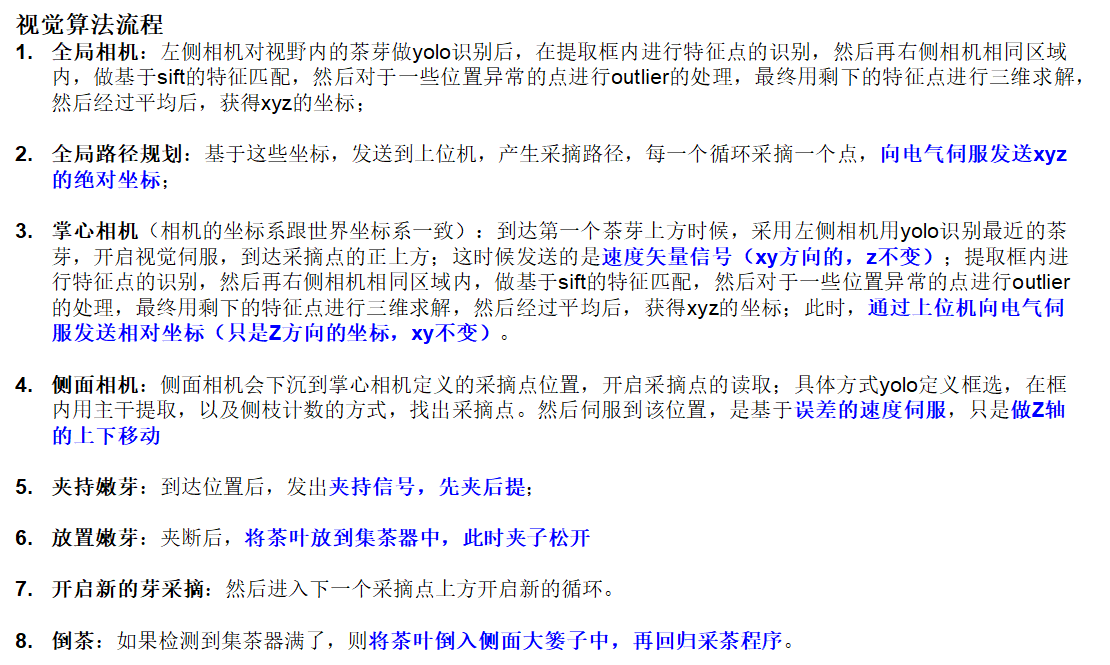 视觉算法流程
1. 全局相机：左侧相机对视野内的茶芽做yolo识别后，在提取框内进行特征点的识别，然后再右侧相机相同区域
内，做基于sift的特征匹配，然后对于一些位置异常的点进行outlier的处理，最终用剩下的特征点进行三维求解，
然后经过平均后，获得xyz的坐标；
2. 全局路径规划：基于这些坐标，发送到上位机，产生采摘路径，每一个循环采摘一个点，向电气伺服发送xyz
的绝对坐标；
3. 掌心相机（相机的坐标系跟世界坐标系一致）：到达第一个茶芽上方时候，采用左侧相机用yolo识别最近的茶
芽，开启视觉伺服，到达采摘点的正上方；这时候发送的是速度矢量信号（xy方向的，z不变）；提取框内进
行特征点的识别，然后再右侧相机相同区域内，做基于sift的特征匹配，然后对于一些位置异常的点进行outlier
的处理，最终用剩下的特征点进行三维求解，然后经过平均后，获得xyz的坐标；此时，通过上位机向电气伺
服发送相对坐标（只是Z方向的坐标，xy不变）。
4. 侧面相机：侧面相机会下沉到掌心相机定义的采摘点位置，开启采摘点的读取；具体方式yolo定义框选，在框
内用主干提取，以及侧枝计数的方式，找出采摘点。然后伺服到该位置，是基于误差的速度伺服，只是做Z轴
的上下移动
5. 夹持嫩芽：到达位置后，发出夹持信号，先夹后提；
6. 放置嫩芽：夹断后，将茶叶放到集茶器中，此时夹子松开
7. 开启新的芽采摘：然后进入下一个采摘点上方开启新的循环。
8. 倒茶：如果检测到集茶器满了，则将茶叶倒入侧面大篓子中，再回归采茶程序。